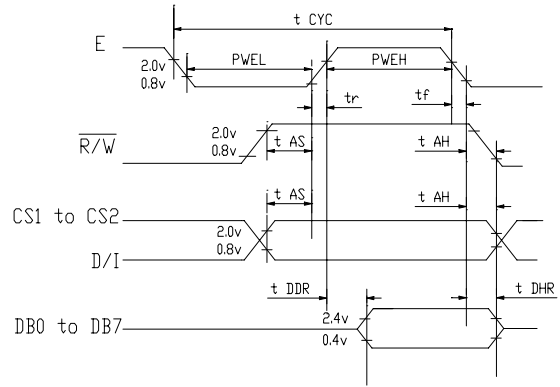 t CYC
E
PWEL
PWEH
2.0v
0.8v
tr
tf
R/W
2.0v
0.8v
t AS
t AH
t AS
t AH
CS1 to CS2
2.0v
0.8v
D/I
t DDR
t DHR
DB0 to DB7
2.4v
0.4v